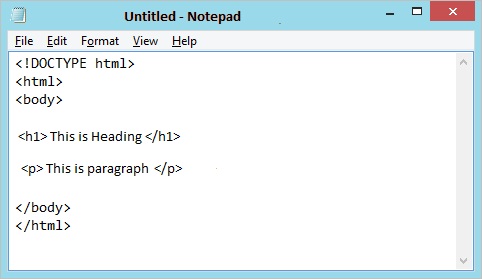 Untitled - Notepad
File Edit Format View Help
<!DOCTYPE html>
<html>
<body>
<h1> This is Heading </h1>
<p> This is paragraph </p>
</body>
</html>